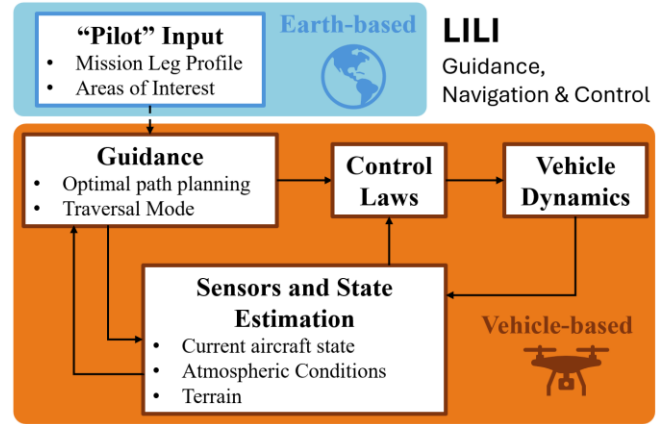 “Pilot” Input
• Mission Leg Profile
• Areas of Interest
Earth-based
LILI
Guidance,
Navigation & Control
Guidance
• Optimal path planning
• Traversal Mode
Control
Laws
Vehicle
Dynamics
Sensors and State
Estimation
• Current aircraft state
• Atmospheric Conditions
• Terrain
Vehicle-based